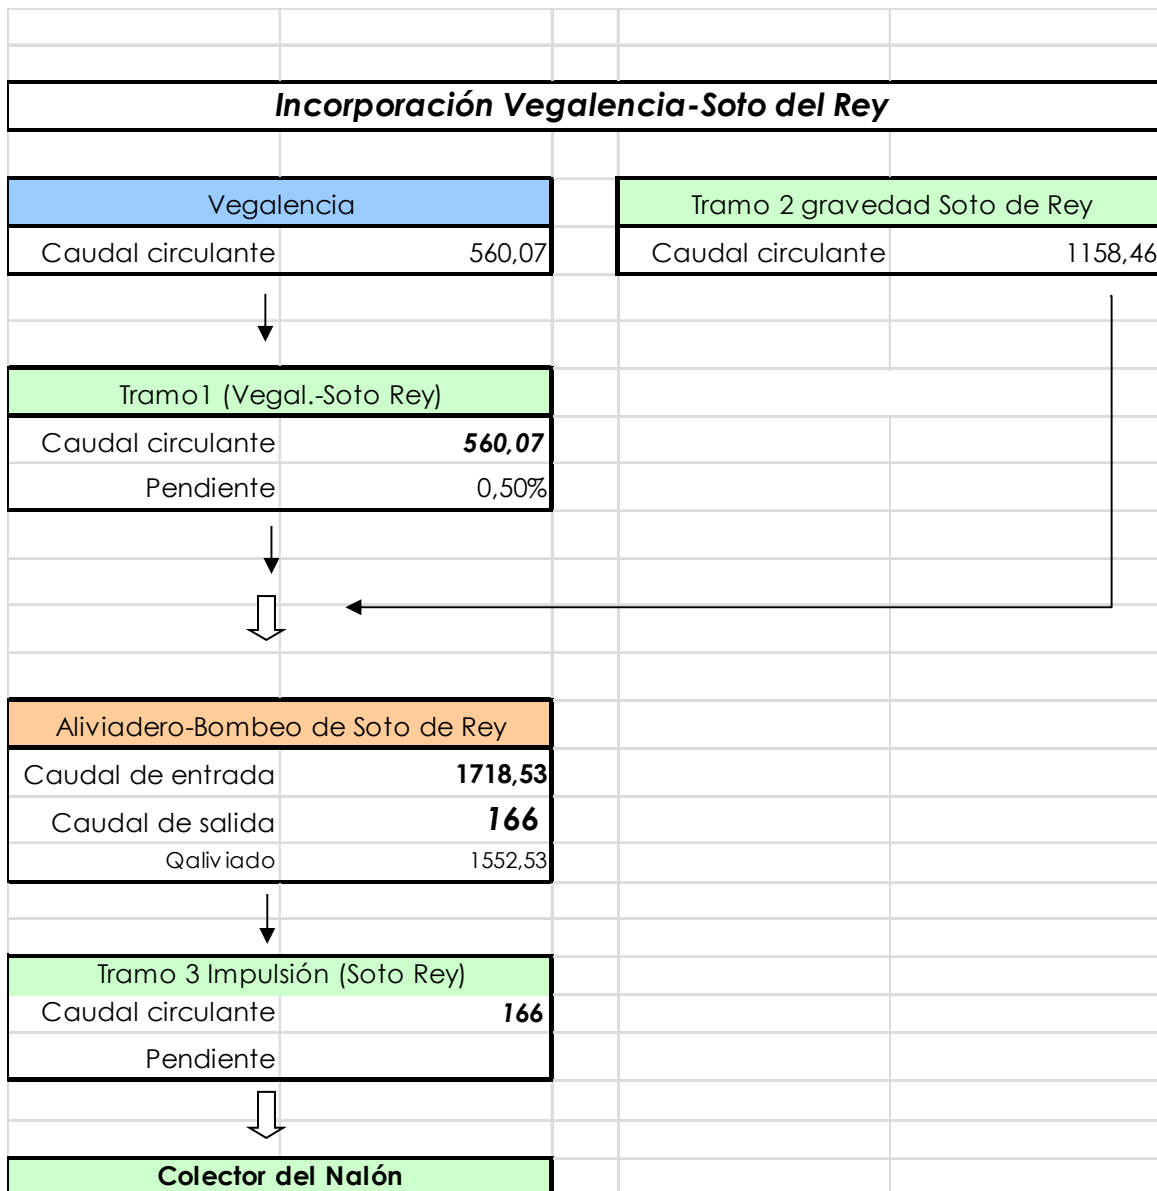 Incorporación Vegalencia-Soto del Rey
Vegalencia
Caudal circulante 560,07
Tramo 2 gravedad Soto de Rey
Caudal circulante 1158,46
Tramo1 (Vegal.-Soto Rey)
Caudal circulante 560,07
Pendiente 0,50%
Aliviadero-Bombeo de Soto de Rey
Caudal de entrada 1718,53
Caudal de salida 166
Qaliviado 1552,53
Tramo 3 Impulsión (Soto Rey)
Caudal circulante 166
Pendiente
Colector del Nalón